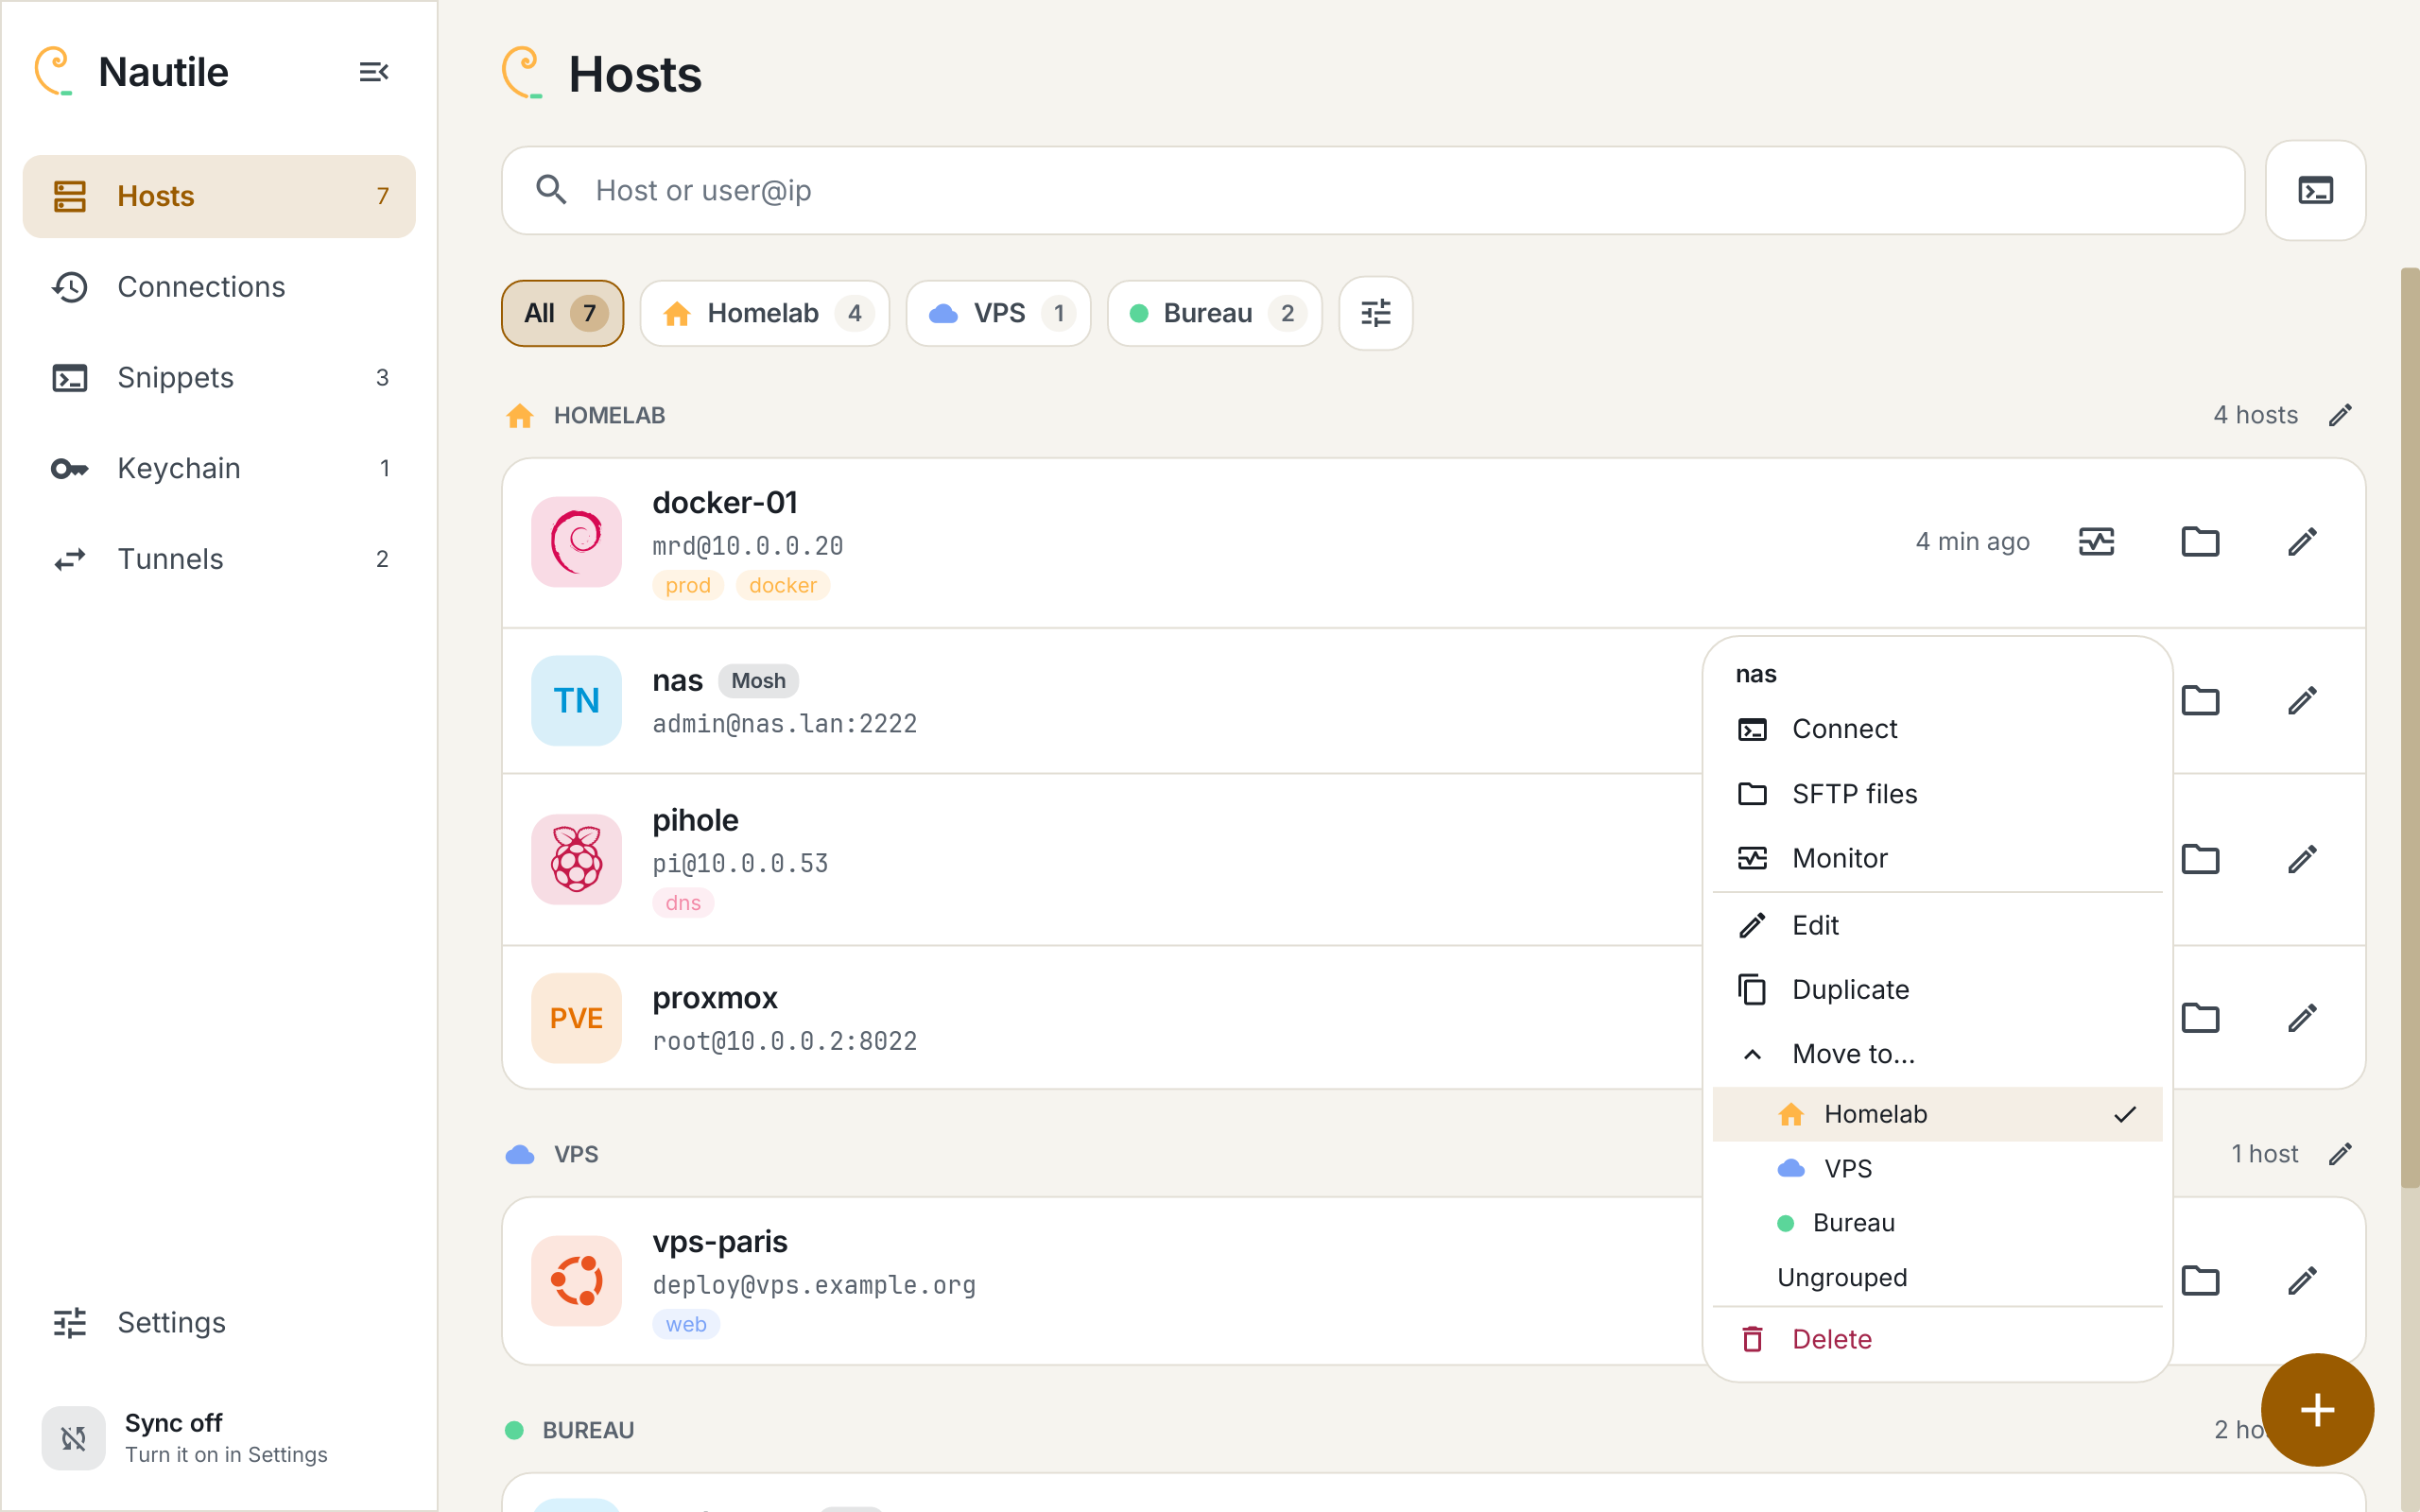 Nautile
Hosts 7
Connections
Snippets 3
Keychain 1
Tunnels 2
Settings
Sync off
Turn it on in Settings
Hosts
Host or user@ip
All 7 Homelab 4 VPS 1 Bureau 2
HOMELAB 4 hosts
docker-01
mrd@10.0.0.20
prod docker
4 min ago
TN
nas Mosh
admin@nas.lan:2222
pihole
pi@10.0.0.53
dns
PVE
proxmox
root@10.0.0.2:8022
VPS 1 host
vps-paris
deploy@vps.example.org
web
BUREAU 2
nas
Connect
SFTP files
Monitor
Edit
Duplicate
Move to...
Homelab
VPS
Bureau
Ungrouped
Delete